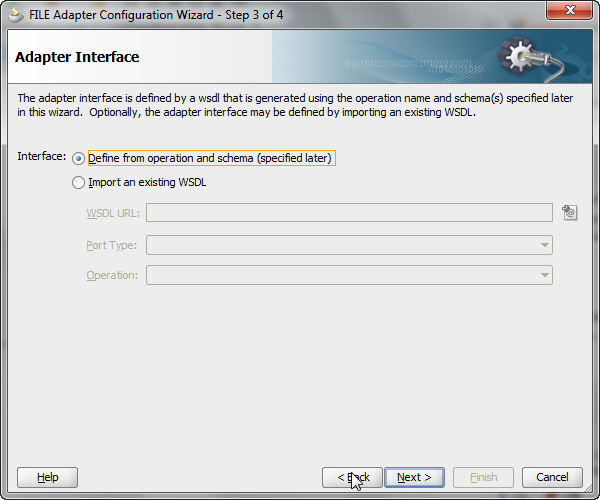 FILE Adapter Configuration Wizard - Step 3 of 4
Adapter Interface
The adapter interface is defined by a wsdl that is generated using the operation name and schema(s) specified later
in this wizard.  Optionally, the adapter interface may be defined by importing an existing WSDL.
Interface: Define from operation and schema (specified later)
Import an existing WSDL
WSDL URL:
Port Type:
Operation:
Help < Back Next > Finish Cancel